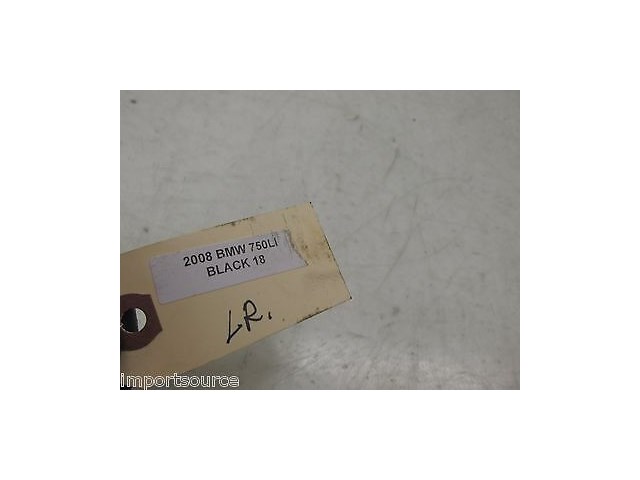 2008 BMW 750LI
BLACK 18
LR.
importsource